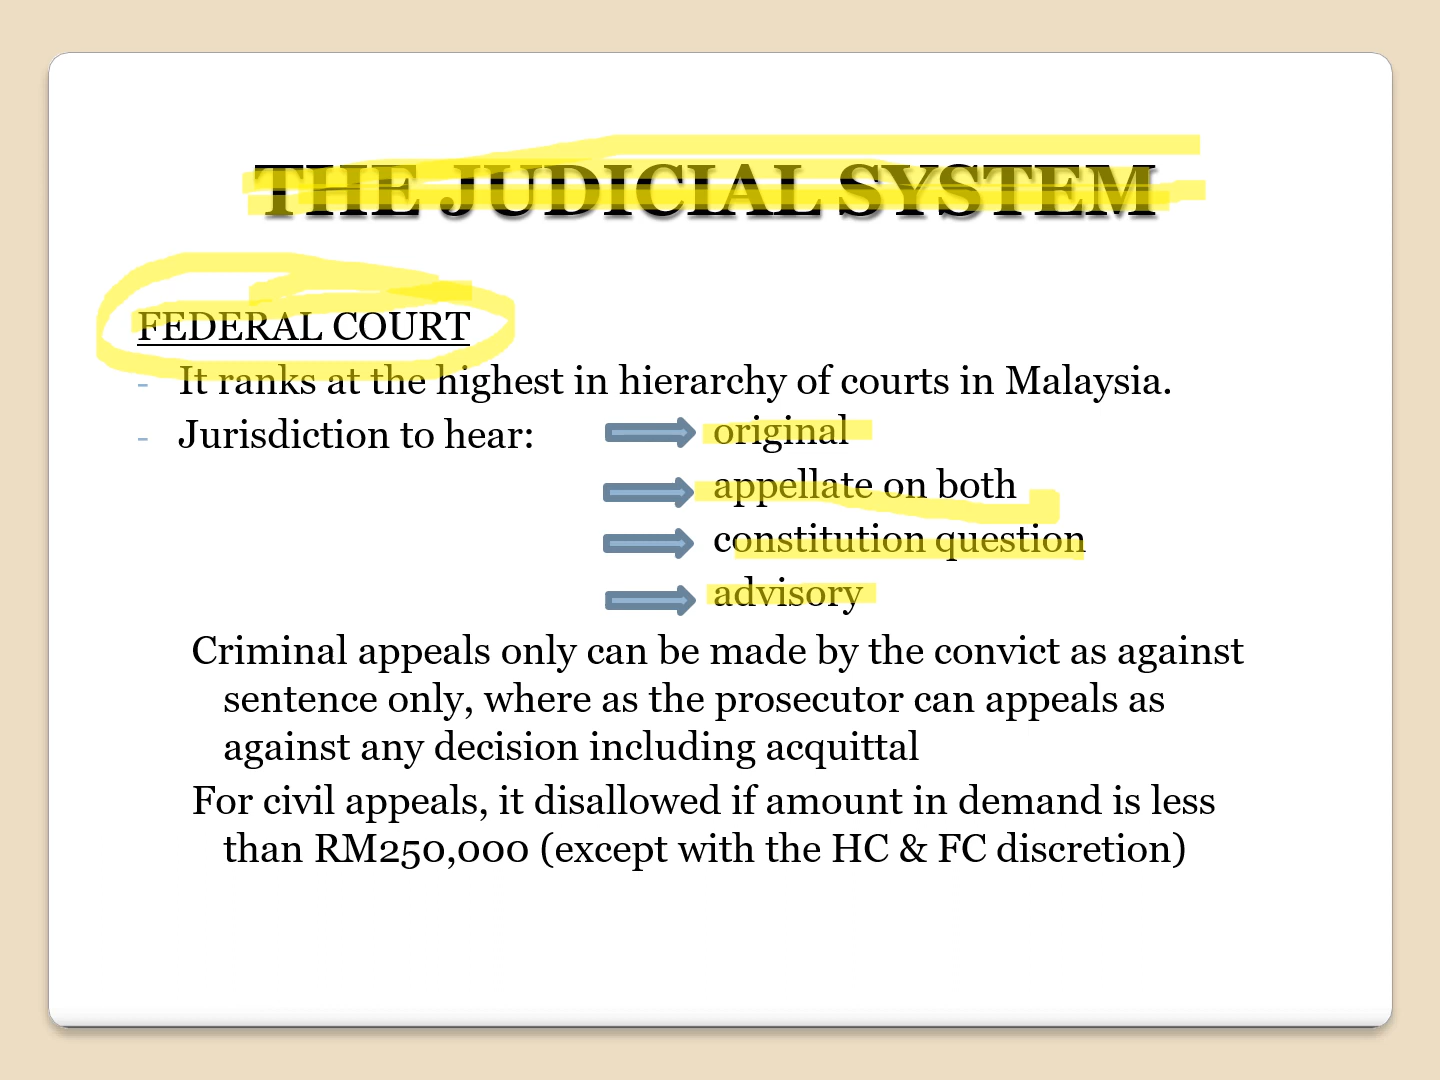 THE JUDICIAL SYSTEM
FEDERAL COURT
- It ranks at the highest in hierarchy of courts in Malaysia.
- Jurisdiction to hear: original
appellate on both
constitution question
advisory
Criminal appeals only can be made by the convict as against
sentence only, where as the prosecutor can appeals as
against any decision including acquittal
For civil appeals, it disallowed if amount in demand is less
than RM250,000 (except with the HC & FC discretion)